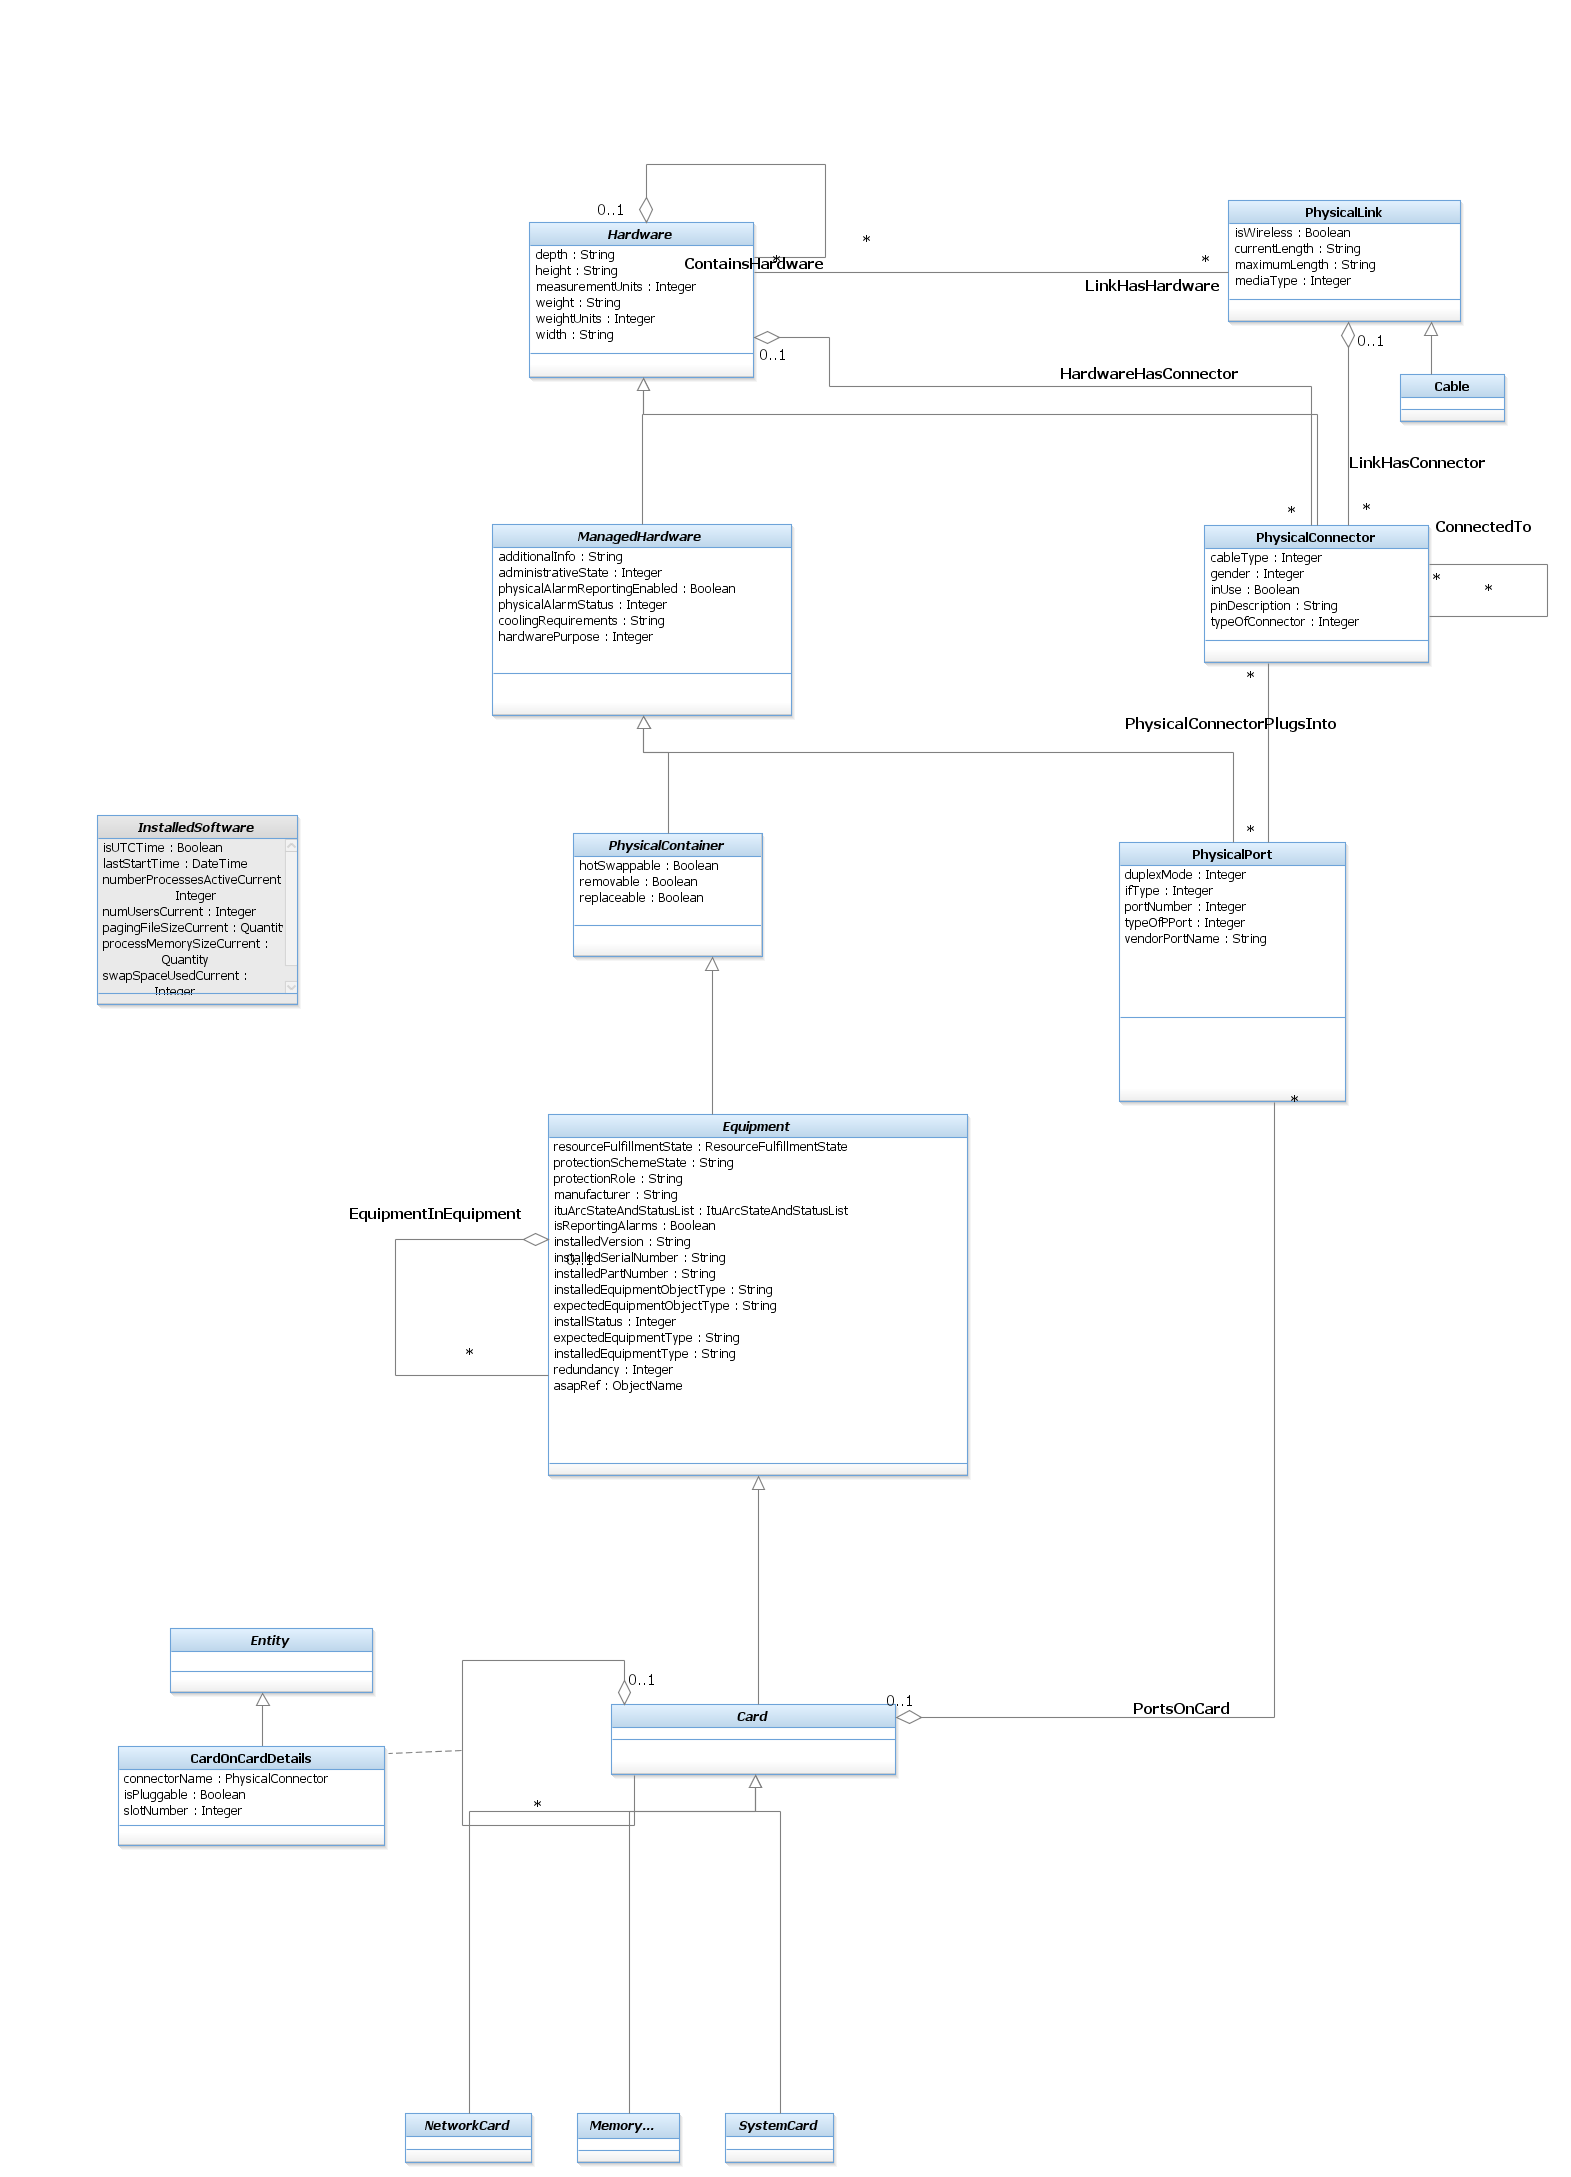 0..1
Hardware
depth : String
height : String
measurementUnits : Integer
weight : String
weightUnits : Integer
width : String
*
*
ContainsHardware
*
LinkHasHardware
PhysicalLink
isWireless : Boolean
currentLength : String
maximumLength : String
mediaType : Integer
0..1
0..1
HardwareHasConnector
Cable
LinkHasConnector
*
*
ConnectedTo
ManagedHardware
additionalInfo : String
administrativeState : Integer
physicalAlarmReportingEnabled : Boolean
physicalAlarmStatus : Integer
coolingRequirements : String
hardwarePurpose : Integer
PhysicalConnector
cableType : Integer
gender : Integer
inUse : Boolean
pinDescription : String
typeOfConnector : Integer
*
*
*
PhysicalConnectorPlugsInto
*
InstalledSoftware
isUTCTime : Boolean
lastStartTime : DateTime
numberProcessesActiveCurrent
Integer
numUsersCurrent : Integer
pagingFileSizeCurrent : Quantit
processMemorySizeCurrent :
Quantity
swapSpaceUsedCurrent :
Integer
PhysicalContainer
hotSwappable : Boolean
removable : Boolean
replaceable : Boolean
PhysicalPort
duplexMode : Integer
ifType : Integer
portNumber : Integer
typeOfPPort : Integer
vendorPortName : String
*
Equipment
resourceFulfillmentState : ResourceFulfillmentState
protectionSchemeState : String
protectionRole : String
manufacturer : String
ituArcStateAndStatusList : ItuArcStateAndStatusList
isReportingAlarms : Boolean
installedVersion : String
installedSerialNumber : String
installedPartNumber : String
installedEquipmentObjectType : String
expectedEquipmentObjectType : String
installStatus : Integer
expectedEquipmentType : String
installedEquipmentType : String
redundancy : Integer
asapRef : ObjectName
EquipmentInEquipment
0..1
*
Entity
CardOnCardDetails
connectorName : PhysicalConnector
isPluggable : Boolean
slotNumber : Integer
0..1
0..1
Card
PortsOnCard
*
NetworkCard
Memory...
SystemCard